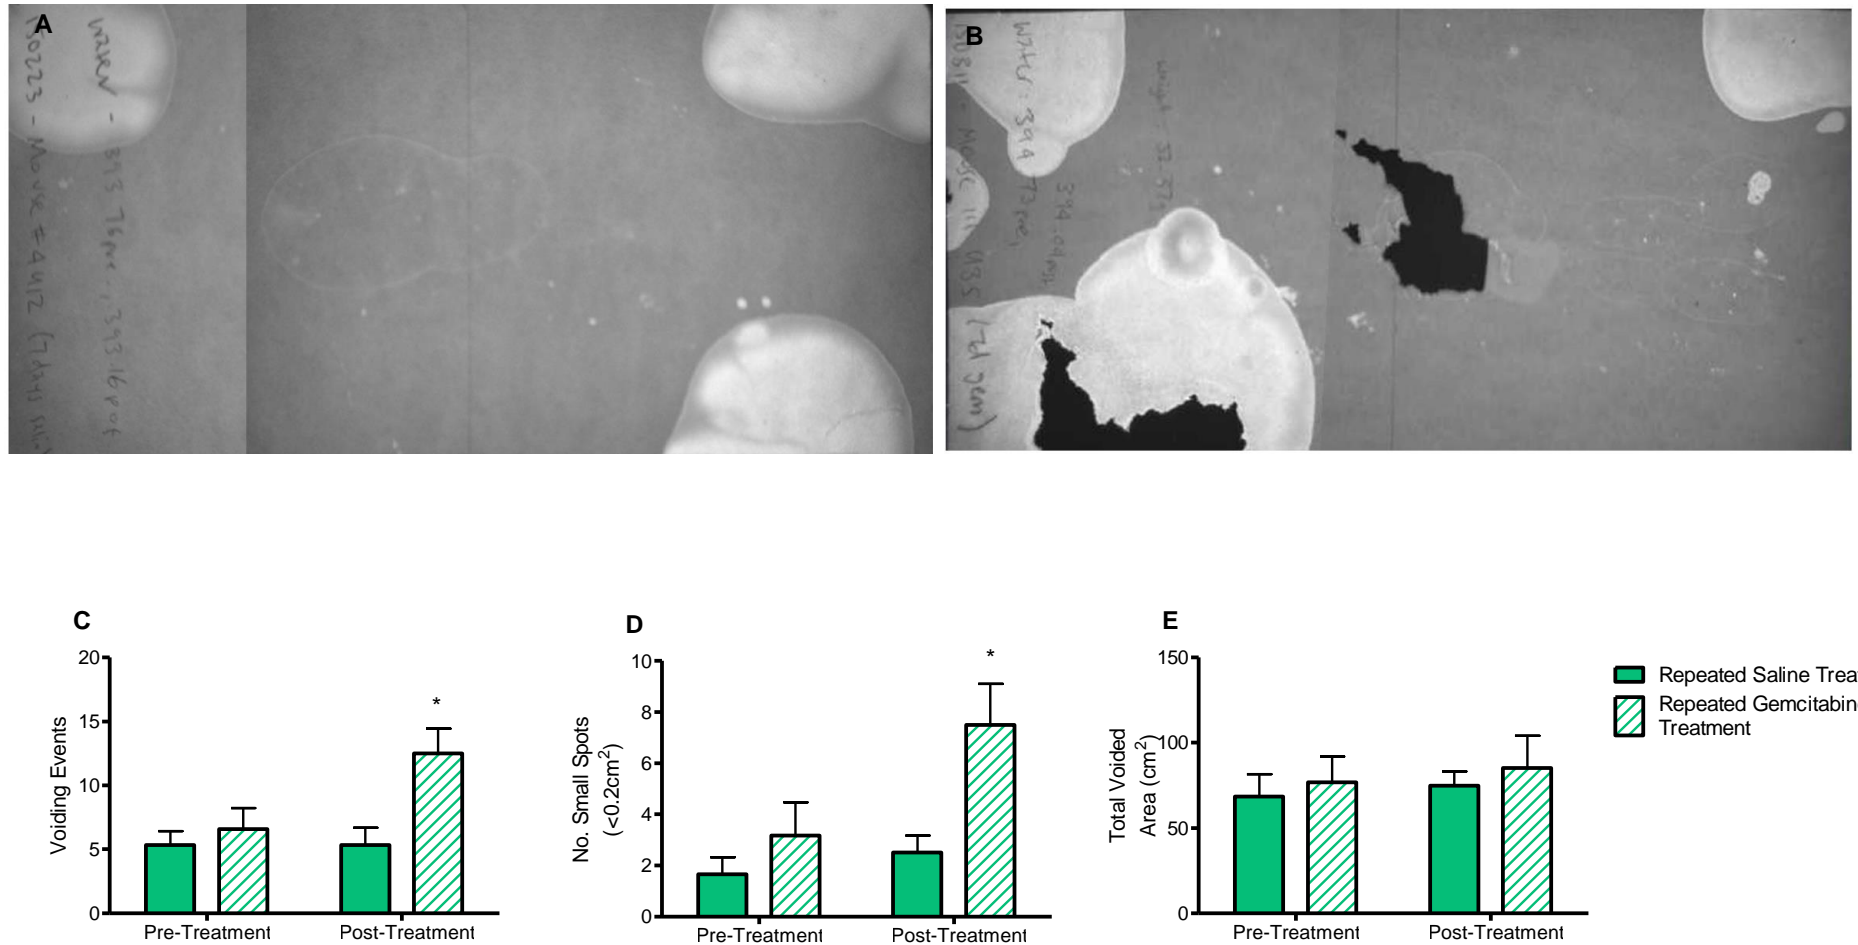 A
B
C
Voiding Events
20
15
10
5
0
*
Pre-Treatment
Post-Treatment
D
No. Small Spots
(<0.2cm²)
10
8
6
4
2
0
*
Pre-Treatment
Post-Treatment
E
Total Voided
Area (cm²)
150
100
50
0
Pre-Treatment
Post-Treatment
Repeated Saline Trea
Repeated Gemcitabin
Treatment